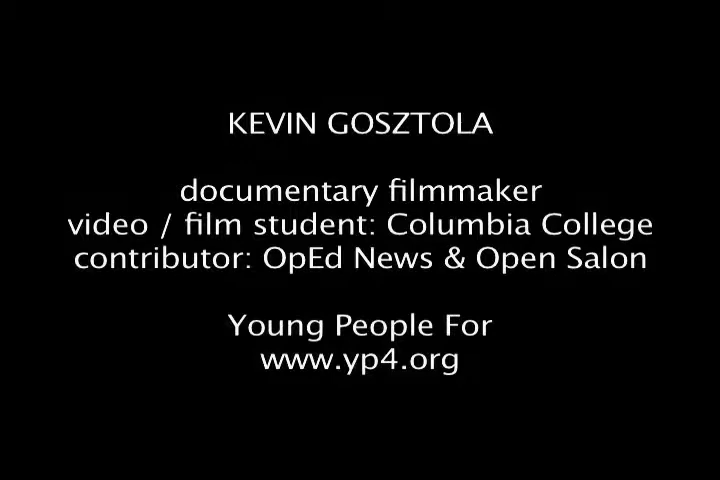 KEVIN GOSZTOLA
documentary filmmaker
video / film student: Columbia College
contributor: OpEd News & Open Salon
Young People For
www.yp4.org